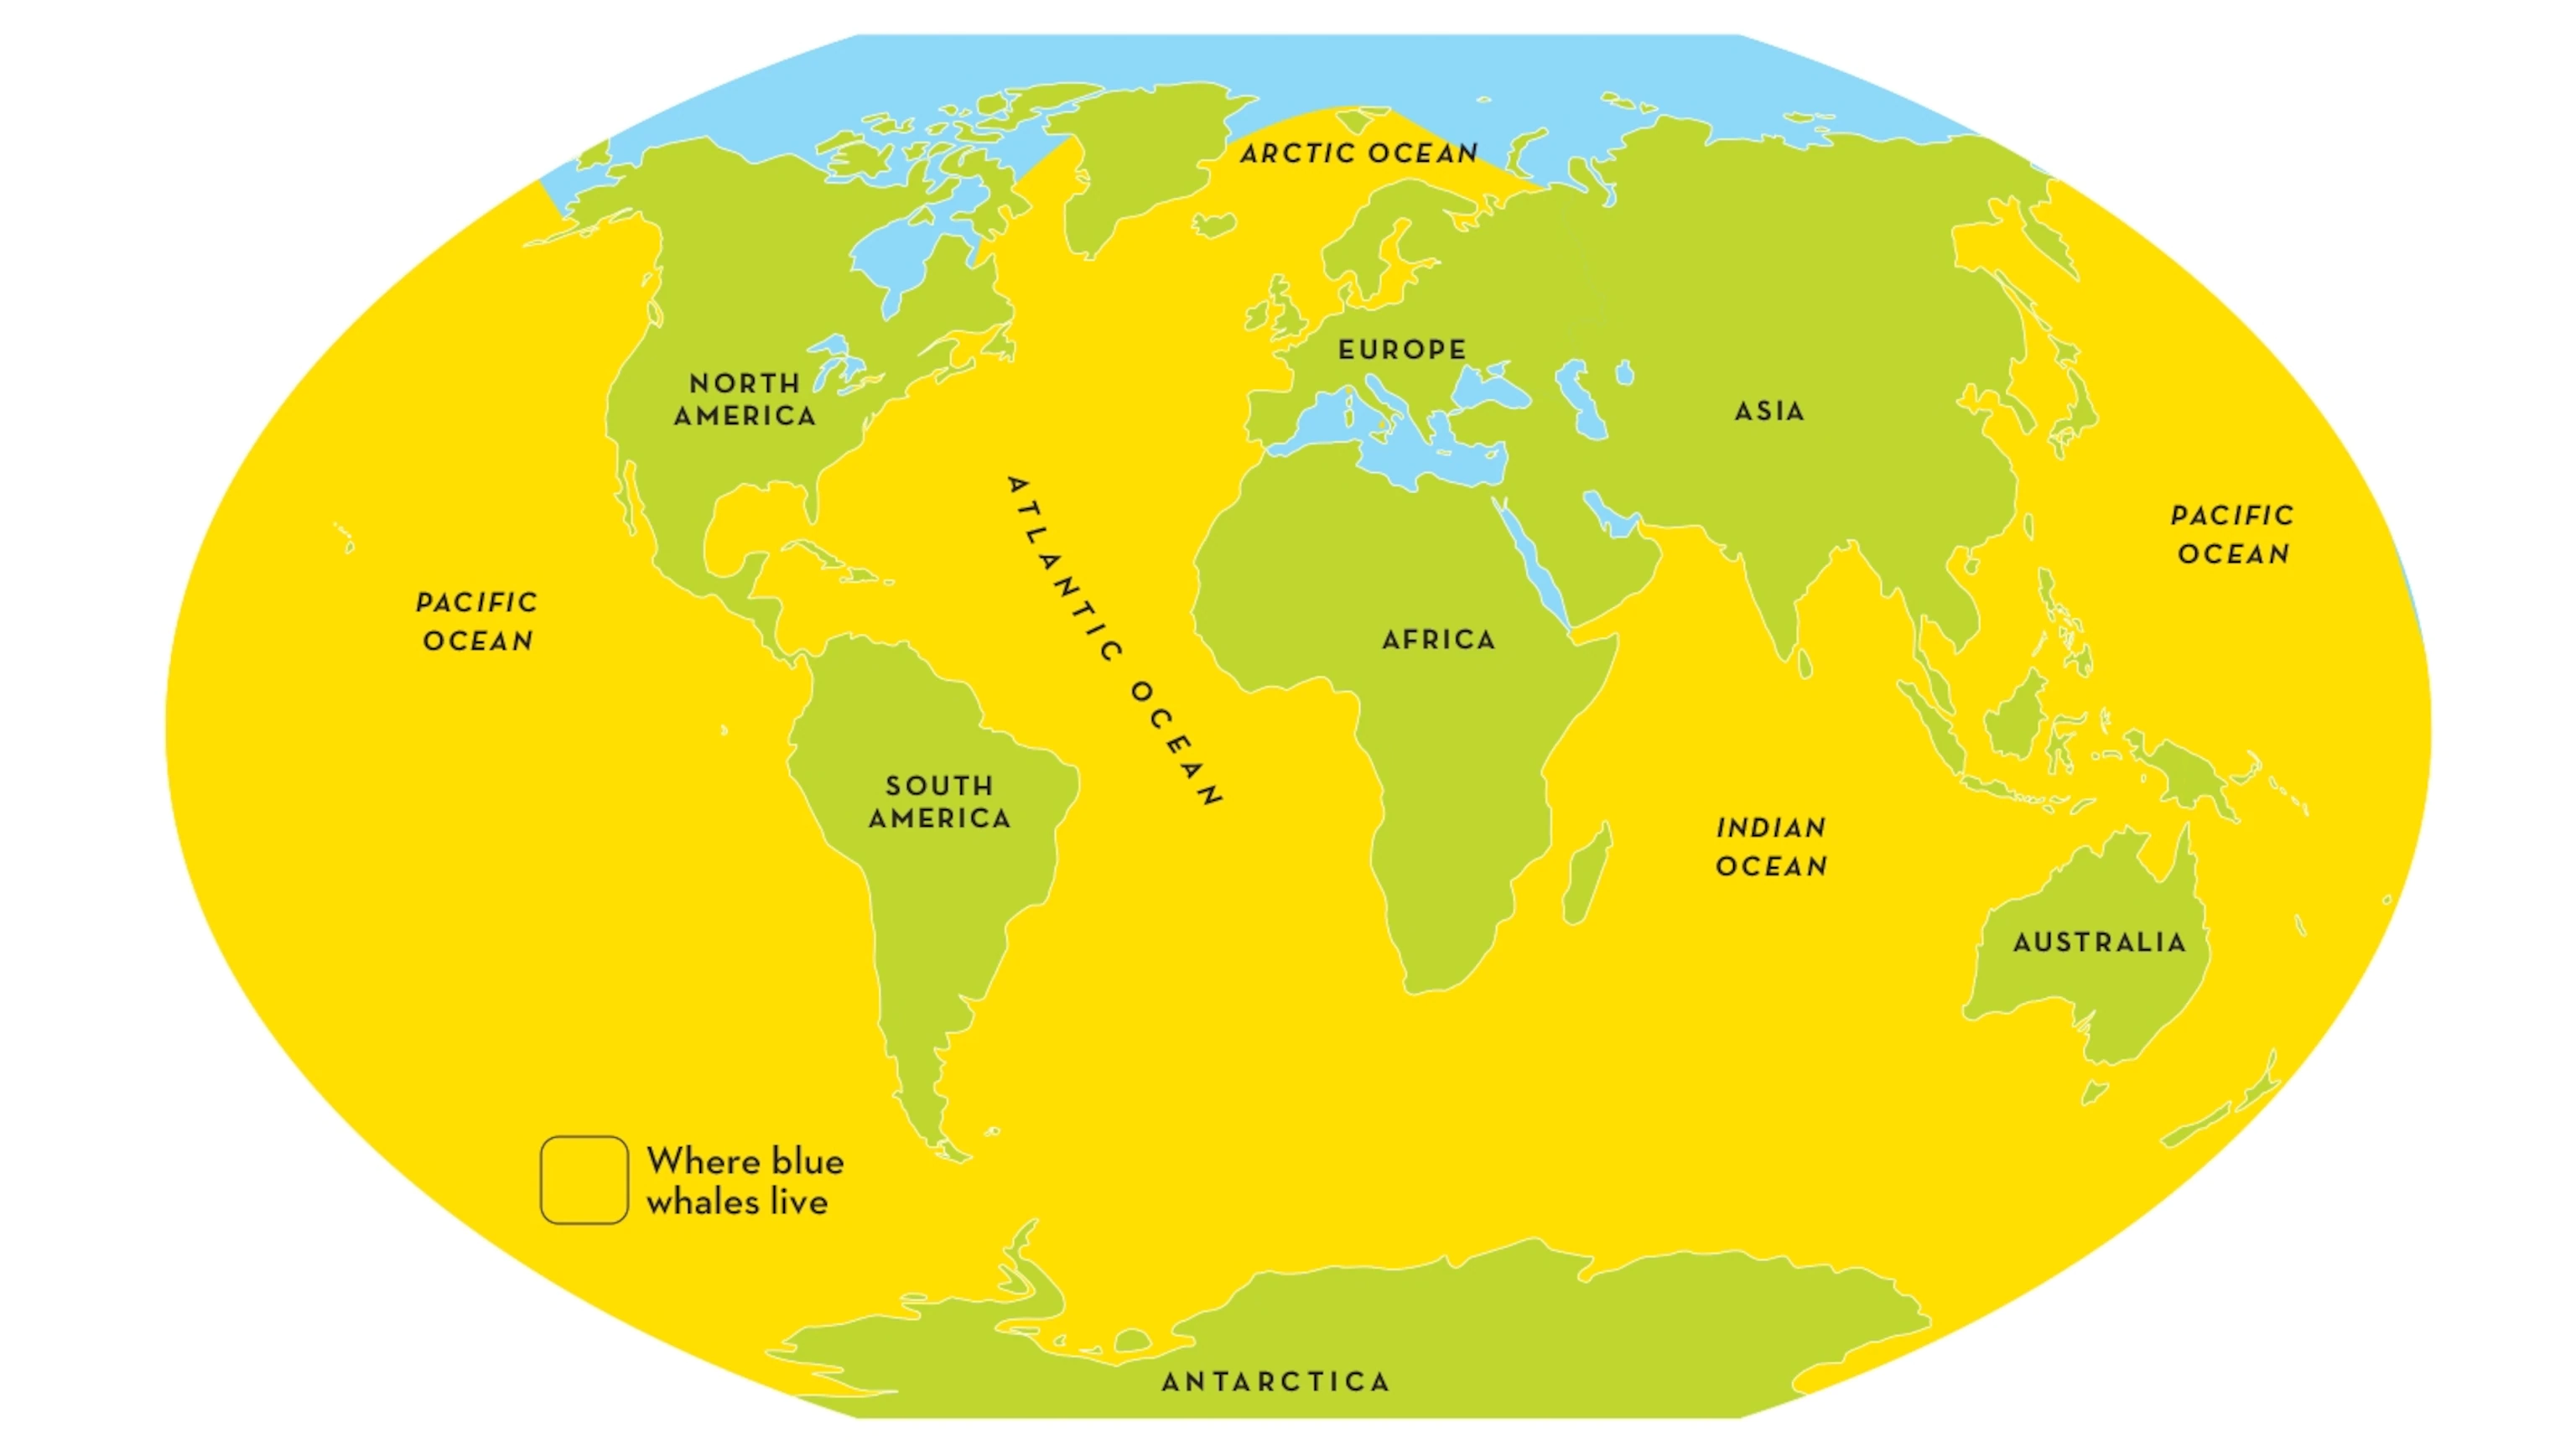 ARCTIC OCEAN
EUROPE
NORTH
AMERICA
ASIA
ATLANTIC OCEAN
PACIFIC
OCEAN
PACIFIC
OCEAN
AFRICA
SOUTH
AMERICA
INDIAN
OCEAN
AUSTRALIA
Where blue
whales live
ANTARCTICA